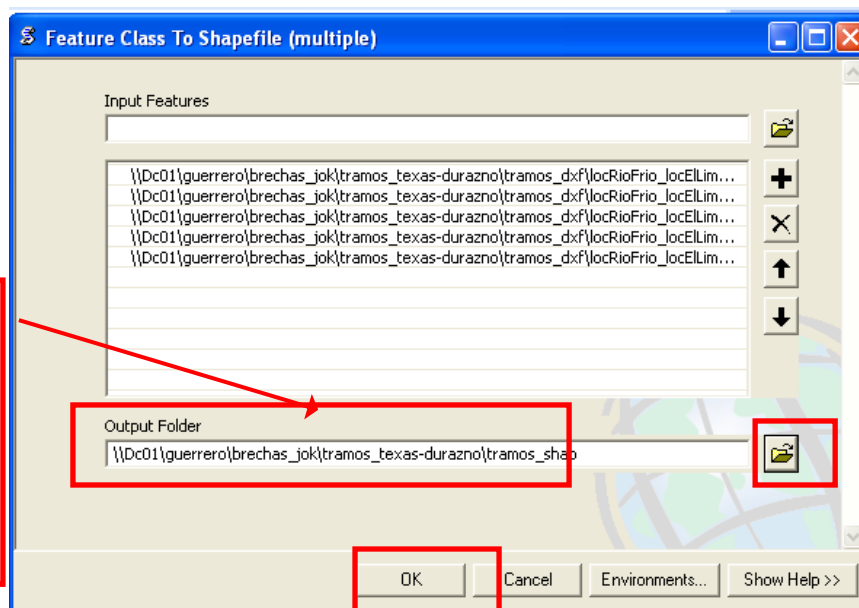 Feature Class To Shapefile (multiple)
Input Features
\\Dc01\guerrero\brechas_jok\tramos_texas-durazno\tramos_dxf\locRioFrio_locElLim...
\\Dc01\guerrero\brechas_jok\tramos_texas-durazno\tramos_dxf\locRioFrio_locElLim...
\\Dc01\guerrero\brechas_jok\tramos_texas-durazno\tramos_dxf\locRioFrio_locElLim...
\\Dc01\guerrero\brechas_jok\tramos_texas-durazno\tramos_dxf\locRioFrio_locElLim...
\\Dc01\guerrero\brechas_jok\tramos_texas-durazno\tramos_dxf\locRioFrio_locElLim...
Output Folder
\\Dc01\guerrero\brechas_jok\tramos_texas-durazno\tramos_shap
OK Cancel Environments... Show Help >>